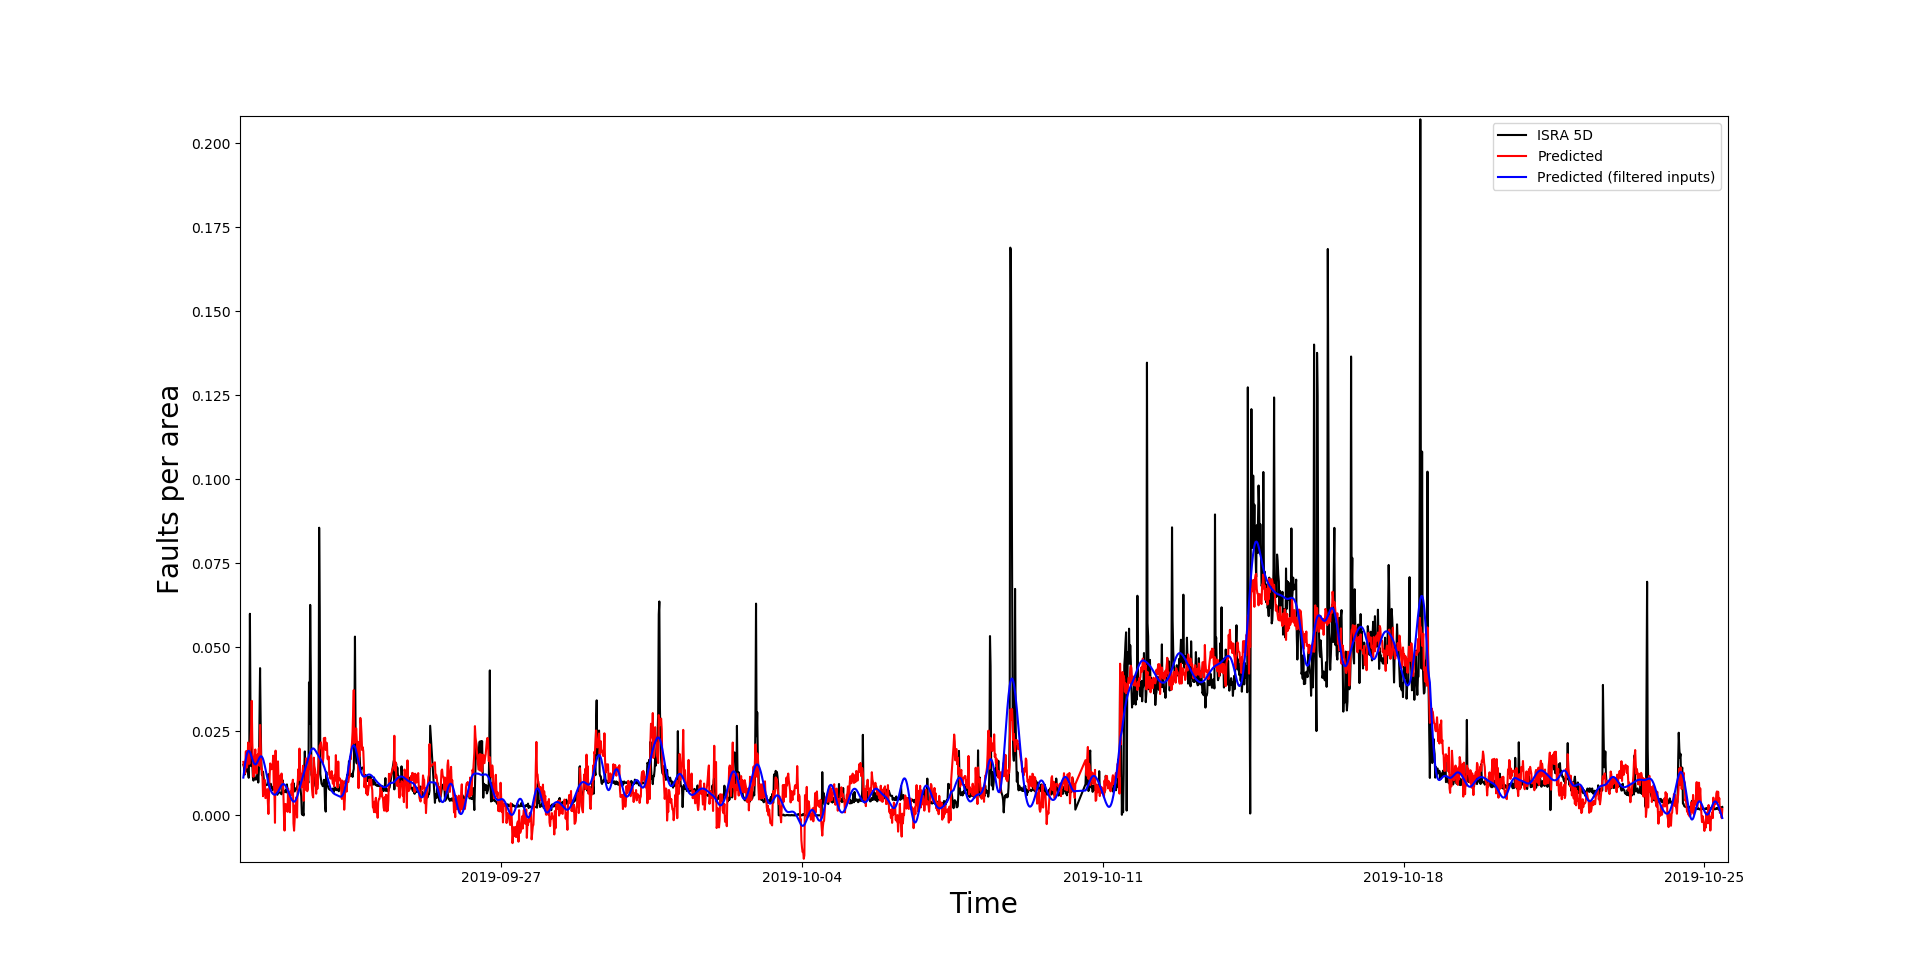 0.200
0.175
0.150
0.125
0.100
0.075
0.050
0.025
0.000
Faults per area
ISRA 5D
Predicted
Predicted (filtered inputs)
2019-09-27
2019-10-04
2019-10-11
2019-10-18
2019-10-25
Time